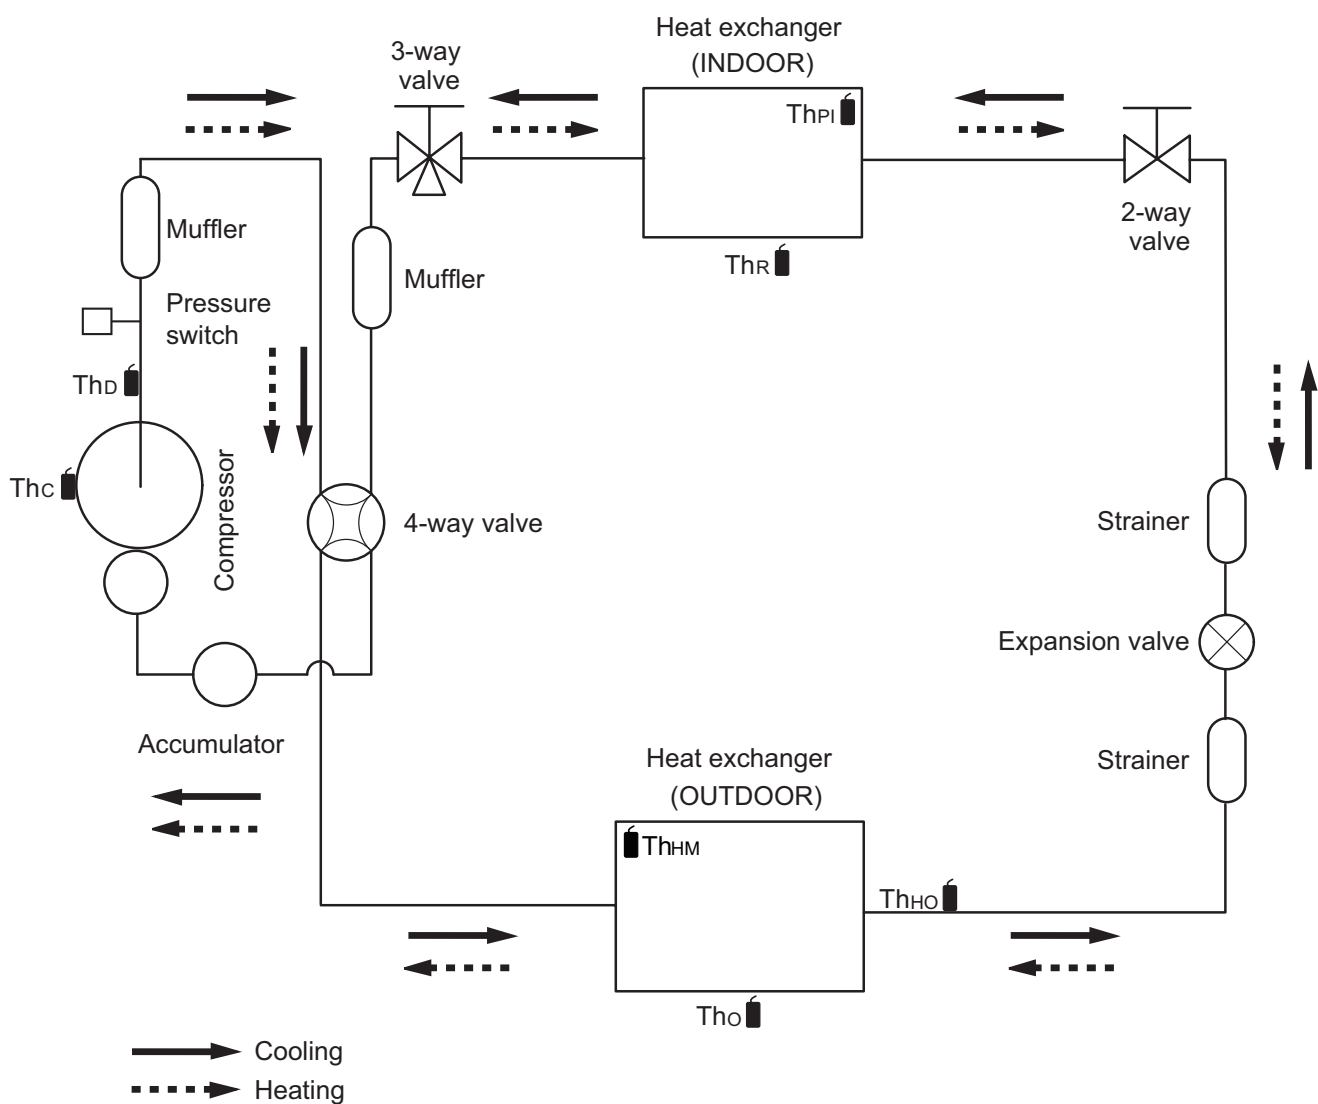 Heat exchanger
(INDOOR)
3-way
valve
ThPI
Muffler
2-way
valve
ThR
Muffler
Pressure
switch
ThD
ThC
Compressor
4-way valve
Strainer
Expansion valve
Accumulator
Strainer
Heat exchanger
(OUTDOOR)
ThHM
ThHO
ThO
Cooling
Heating